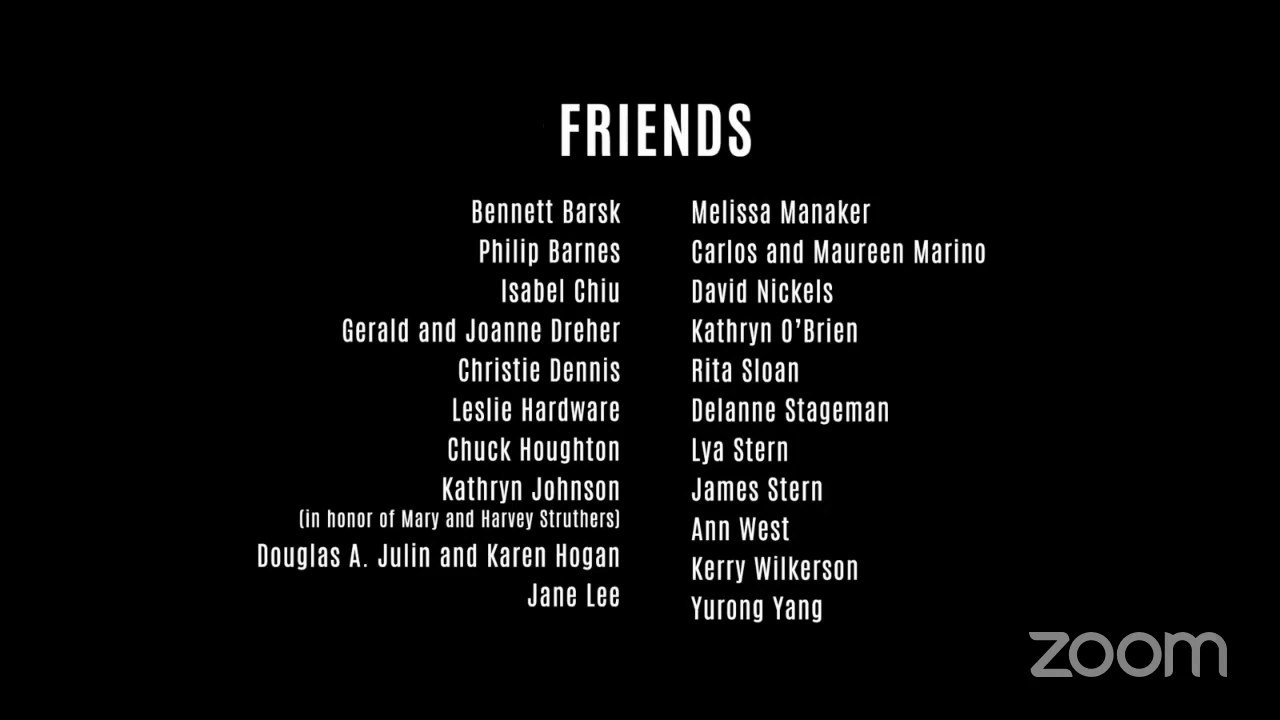 FRIENDS
Bennett Barsk
Philip Barnes
Isabel Chiu
Gerald and Joanne Dreher
Christie Dennis
Leslie Hardware
Chuck Houghton
Kathryn Johnson
(in honor of Mary and Harvey Struthers)
Douglas A. Julin and Karen Hogan
Jane Lee
Melissa Manaker
Carlos and Maureen Marino
David Nickels
Kathryn O’Brien
Rita Sloan
Delanne Stageman
Lya Stern
James Stern
Ann West
Kerry Wilkerson
Yurong Yang
zoom